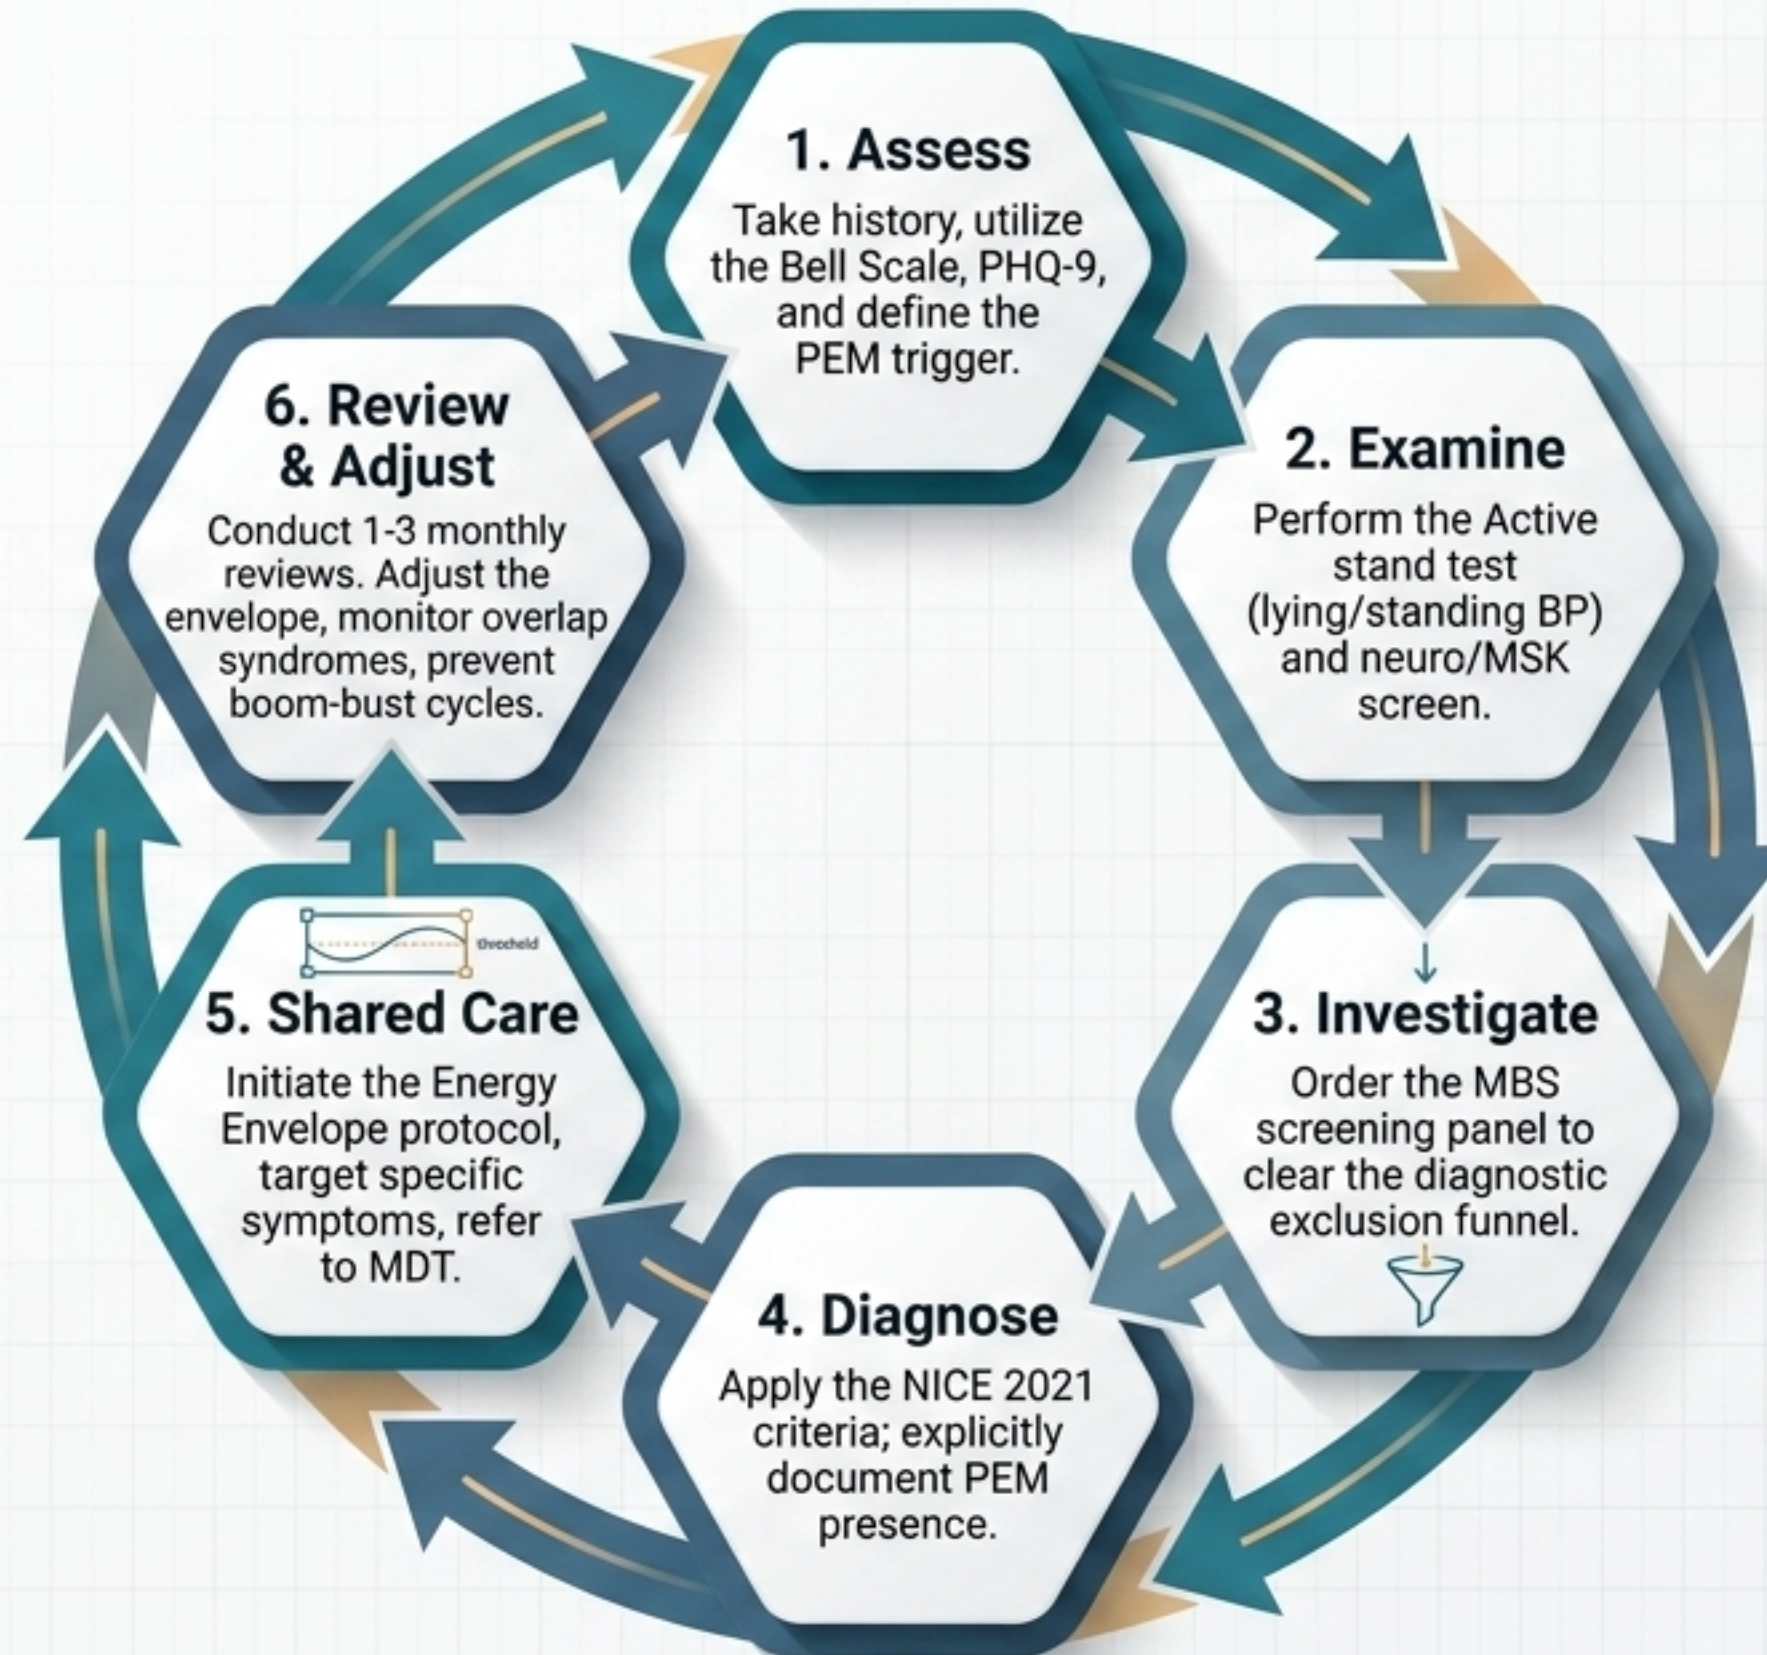 1. Assess
Take history, utilize
the Bell Scale, PHQ-9,
and define the
PEM trigger.
2. Examine
Perform the Active
stand test
(lying/standing BP)
and neuro/MSK
screen.
3. Investigate
Order the MBS
screening panel to
clear the diagnostic
exclusion funnel.
4. Diagnose
Apply the NICE 2021
criteria; explicitly
document PEM
presence.
5. Shared Care
Initiate the Energy
Envelope protocol,
target specific
symptoms, refer
to MDT.
6. Review
& Adjust
Conduct 1-3 monthly
reviews. Adjust the
envelope, monitor overlap
syndromes, prevent
boom-bust cycles.